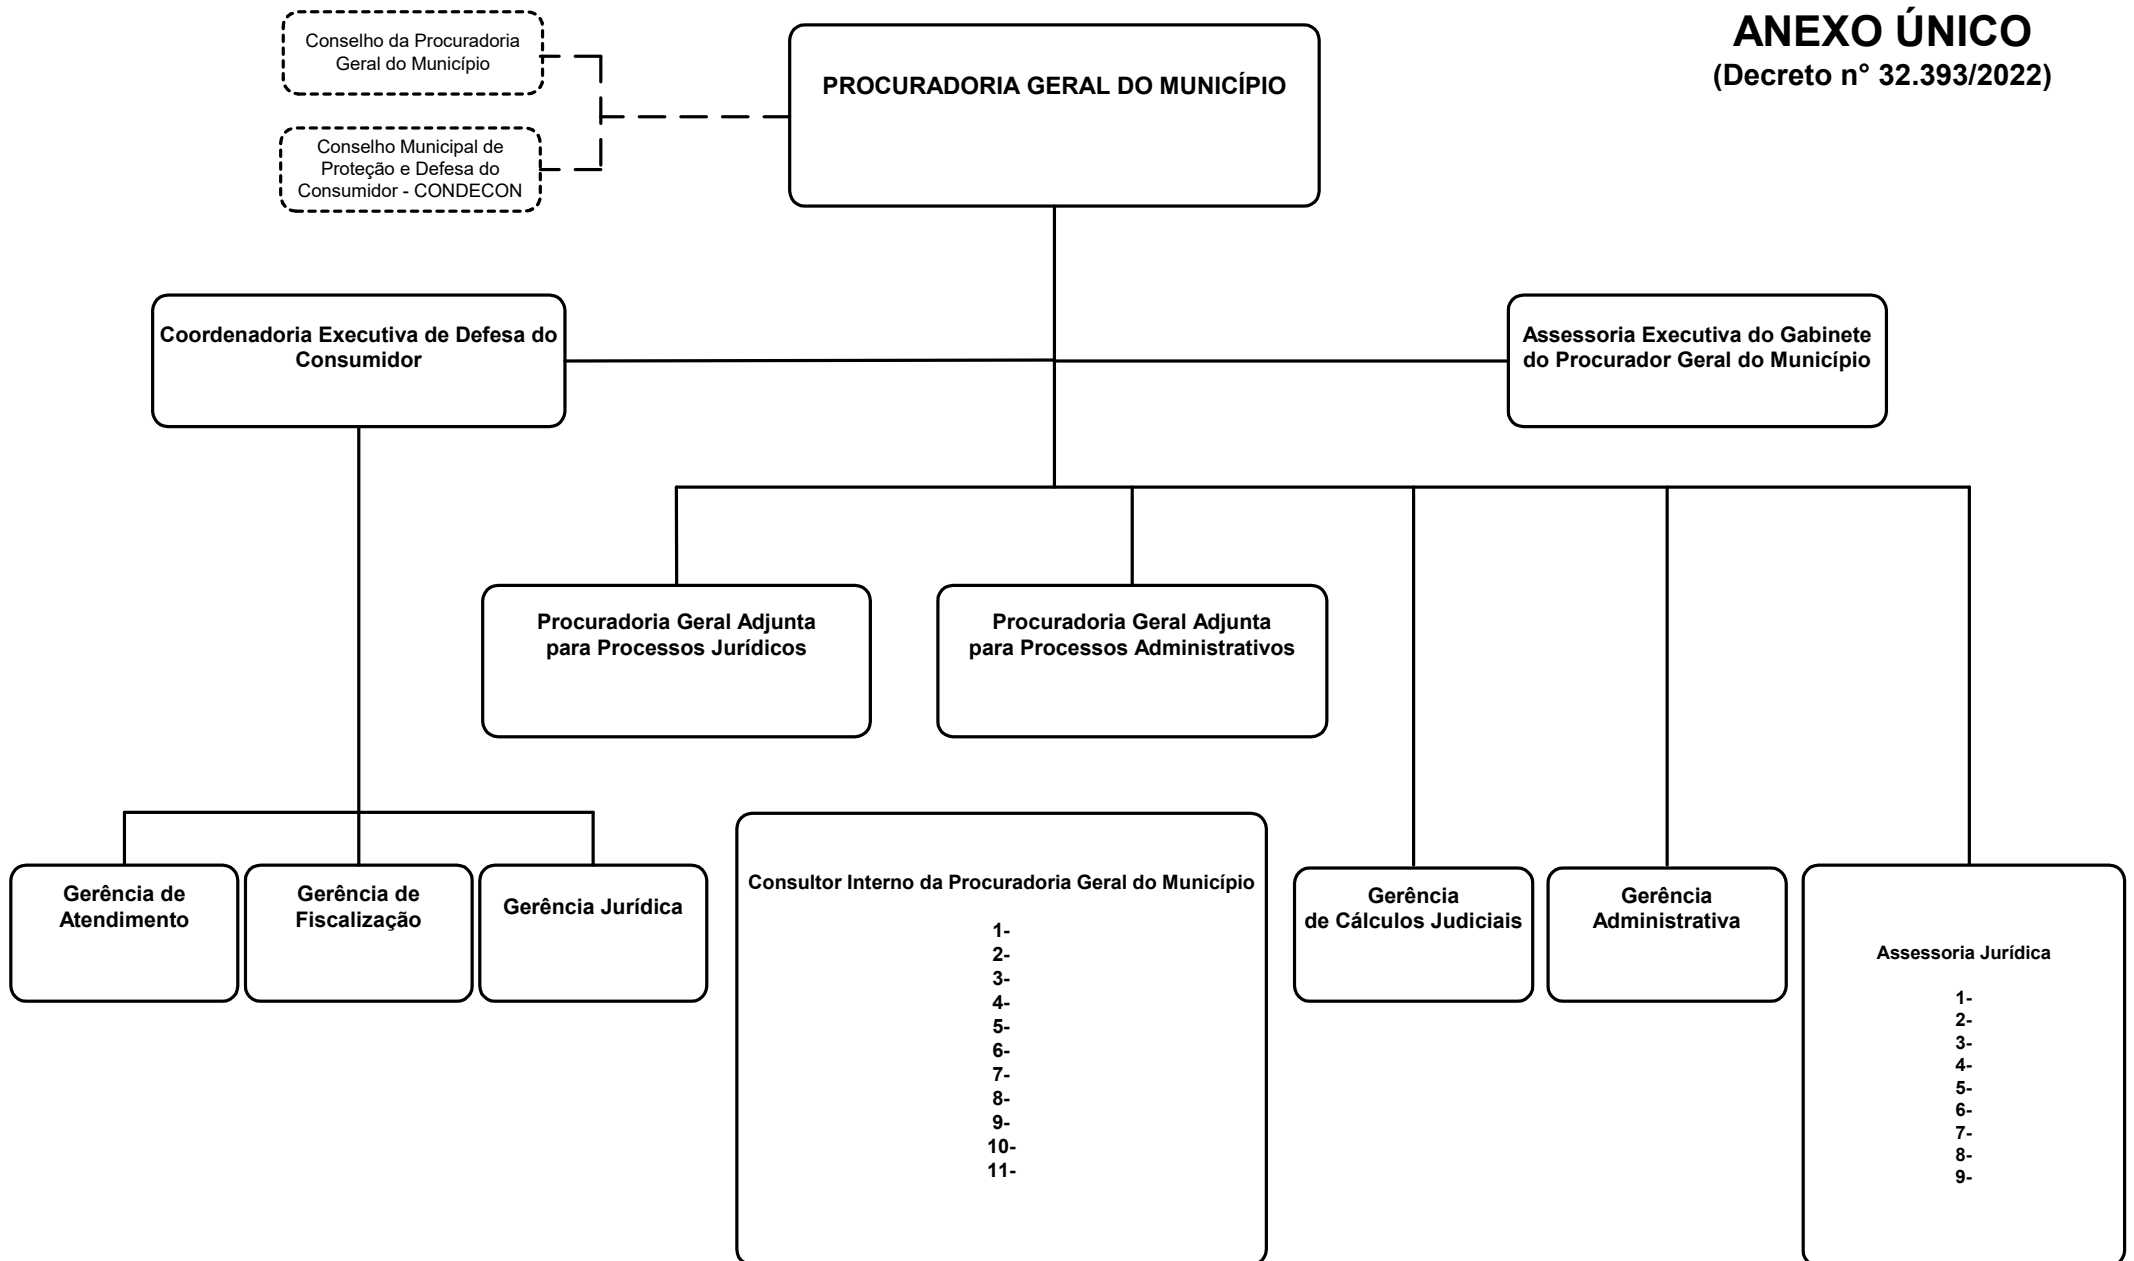 ANEXO ÚNICO
(Decreto n° 32.393/2022)
Conselho da Procuradoria
Geral do Município
PROCURADORIA GERAL DO MUNICÍPIO
Conselho Municipal de
Proteção e Defesa do
Consumidor - CONDECON
Coordenadoria Executiva de Defesa do
Consumidor
Assessoria Executiva do Gabinete
do Procurador Geral do Município
Procuradoria Geral Adjunta
para Processos Jurídicos
Procuradoria Geral Adjunta
para Processos Administrativos
Gerência de
Atendimento
Gerência de
Fiscalização
Gerência Jurídica
Consultor Interno da Procuradoria Geral do Município
1-
2-
3-
4-
5-
6-
7-
8-
9-
10-
11-
Gerência
de Cálculos Judiciais
Gerência
Administrativa
Assessoria Jurídica
1-
2-
3-
4-
5-
6-
7-
8-
9-